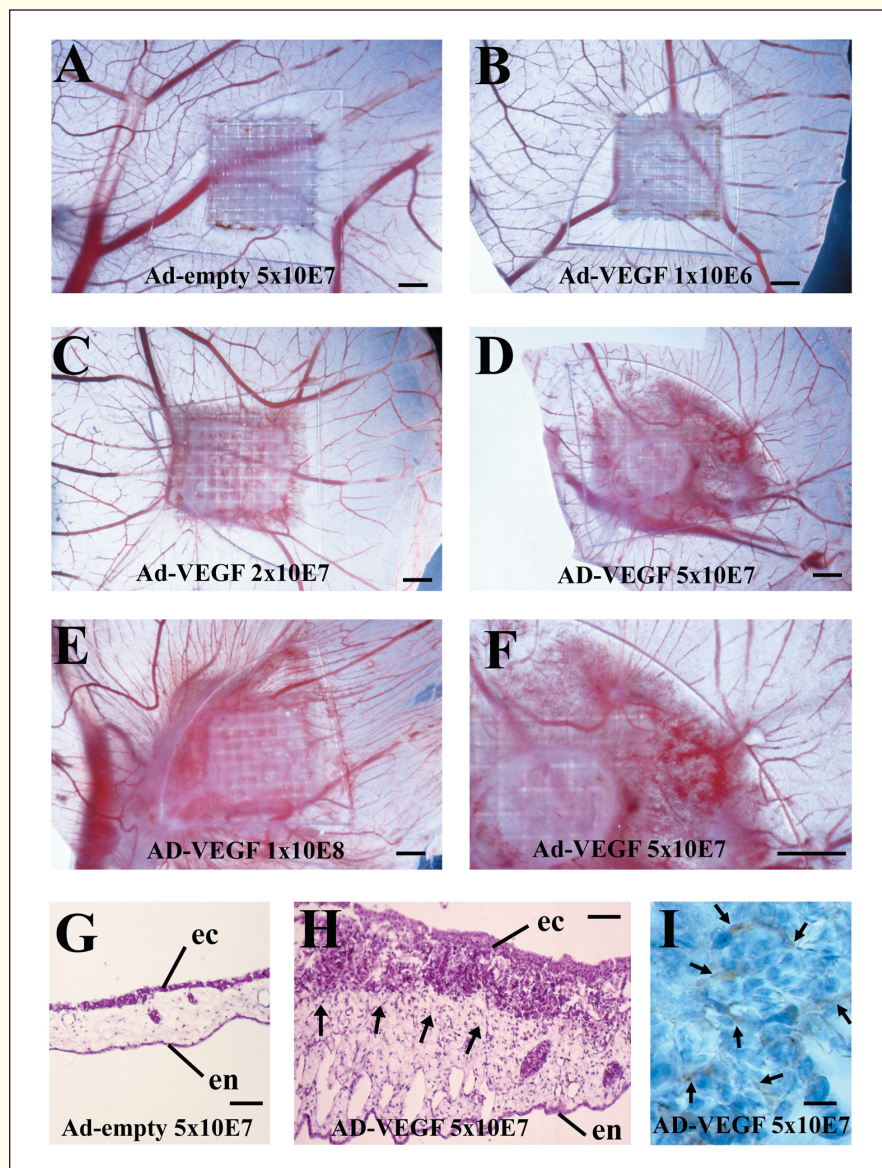 A
Ad-empty 5x10E7
B
Ad-VEGF 1x10E6
C
Ad-VEGF 2x10E7
D
AD-VEGF 5x10E7
E
AD-VEGF 1x10E8
F
Ad-VEGF 5x10E7
G
ec
en
Ad-empty 5x10E7
H
ec
en
AD-VEGF 5x10E7
I
AD-VEGF 5x10E7